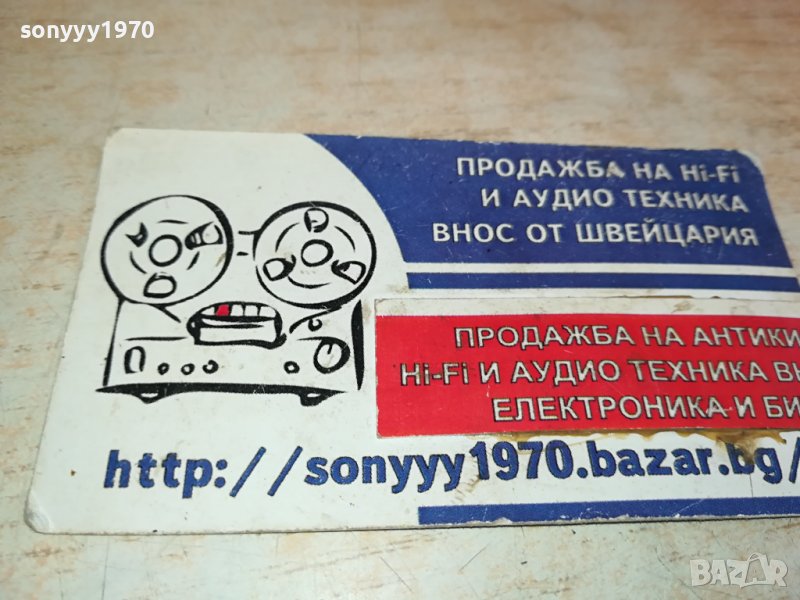 sonyyy1970
ПРОДАЖБА НА Hi-Fi
И АУДИО ТЕХНИКА
ВНОС ОТ ШВЕЙЦАРИЯ
ПРОДАЖБА НА АНТИКИ
Hi-Fi И АУДИО ТЕХНИКА
ЕЛЕКТРОНИКА И
http://sonyyy1970.bazar.bg/
BAZAR